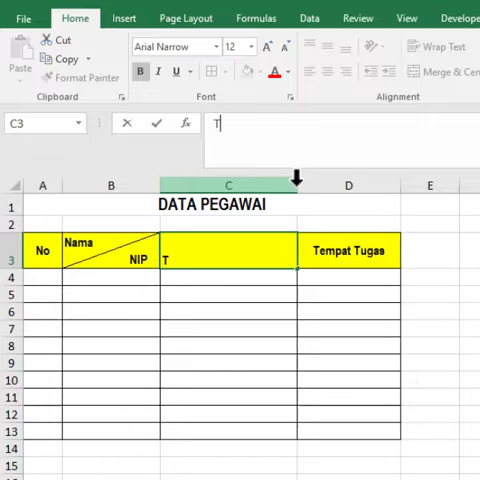 File Home Insert Page Layout Formulas Data Review View Develope
Cut
Copy
Paste
Format Painter
Clipboard
Arial Narrow 12 A A
B I U A
Font
Wrap Text
Merge & Cen
Alignment
C3 fx T
A B C D E
1 DATA PEGAWAI
2
3 No Nama NIP T Tempat Tugas
4
5
6
7
8
9
10
11
12
13
14
15